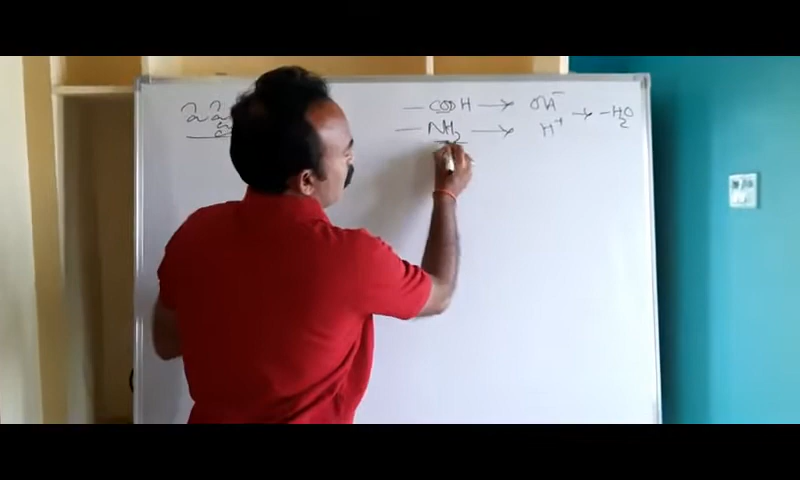 — COOH → OH⁻
— NH₂ → H⁺ → -H₂O